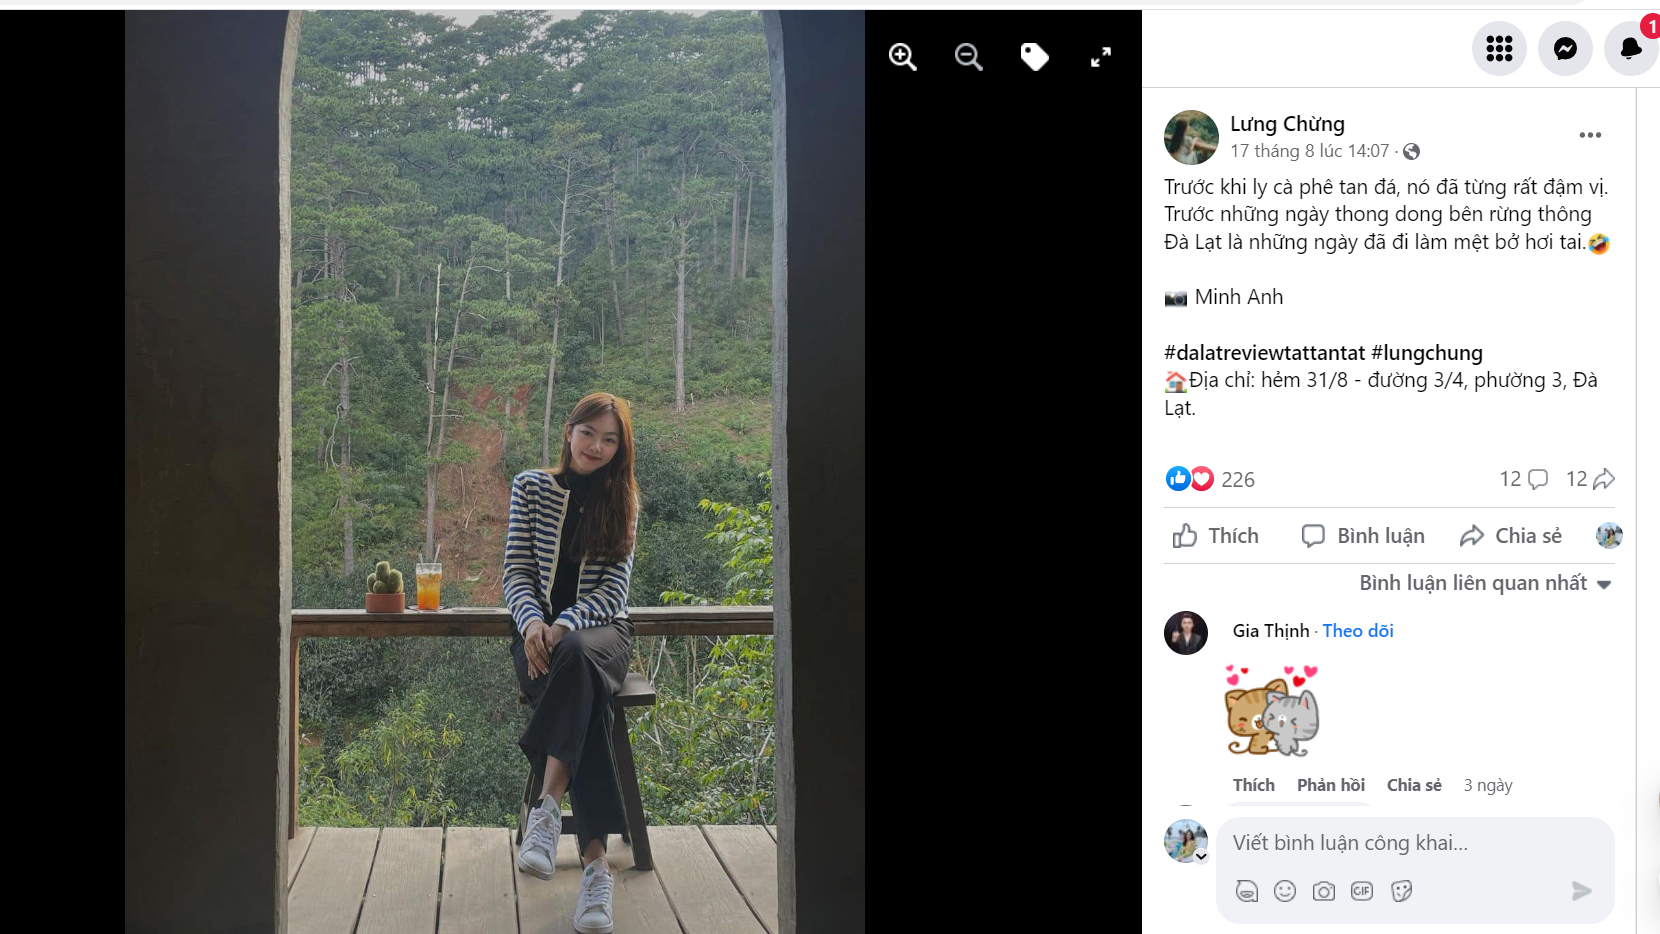 1
Lưng Chừng
17 tháng 8 lúc 14:07 ·
Trước khi ly cà phê tan đá, nó đã từng rất đậm vị.
Trước những ngày thong dong bên rừng thông
Đà Lạt là những ngày đã đi làm mệt bở hơi tai.🤣
📷 Minh Anh
#dalatreviewtattantat #lungchung
🏠Địa chỉ: hẻm 31/8 - đường 3/4, phường 3, Đà
Lạt.
226
12
12
Thích
Bình luận
Chia sẻ
Bình luận liên quan nhất
Gia Thịnh · Theo dõi
Thích
Phản hồi
Chia sẻ
3 ngày
Viết bình luận công khai...
GIF